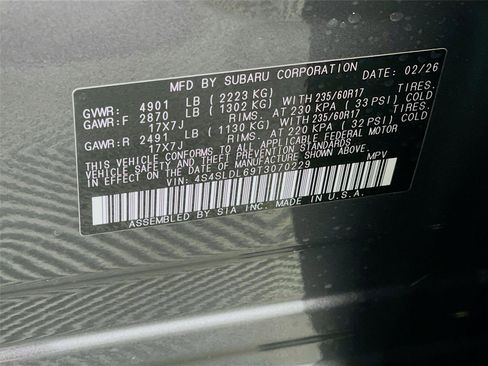 MFD BY SUBARU CORPORATION DATE: 02/26
GVWR: 4901 LB (2223 KG)
GAWR:F 2870 LB (1302 KG) WITH 235/60R17 TIRES.
17X7J RIMS. AT 230 KPA (33 PSI) COLD
GAWR:R 2491 LB (1130 KG) WITH 235/60R17 TIRES.
17X7J RIMS. AT 220 KPA (32 PSI) COLD
THIS VEHICLE CONFORMS TO ALL APPLICABLE FEDERAL MOTOR
VEHICLE SAFETY STANDARDS IN EFFECT ON THE
DATE OF MANUFACTURE SHOWN ABOVE.
VIN: 4S4SLDL69T3070229 MPV
ASSEMBLED BY SIA INC. MADE IN U.S.A.